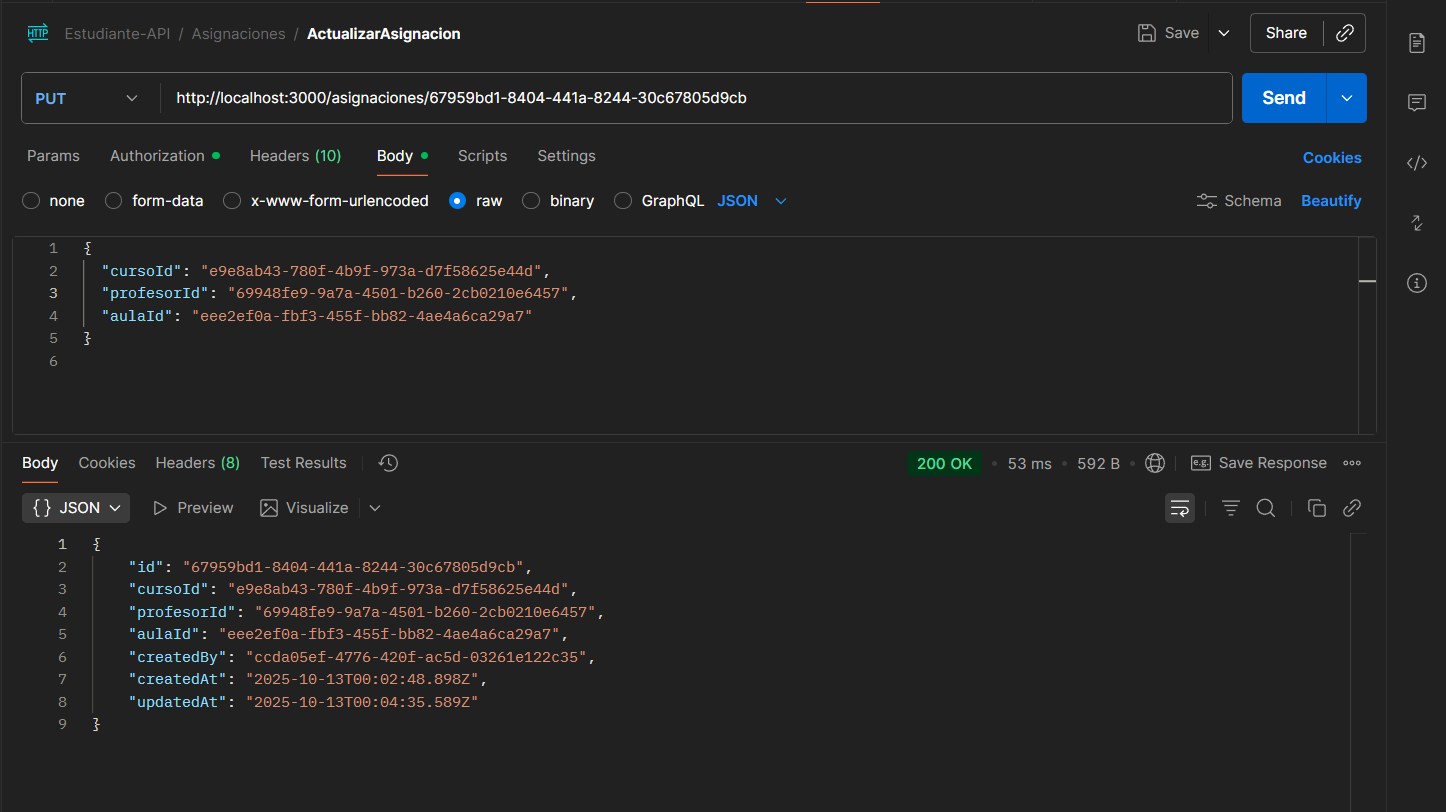 HTTP Estudiante-API / Asignaciones / ActualizarAsignacion Save Share
PUT http://localhost:3000/asignaciones/67959bd1-8404-441a-8244-30c67805d9cb Send
Params Authorization Headers (10) Body Scripts Settings Cookies
none form-data x-www-form-urlencoded raw binary GraphQL JSON Schema Beautify
1 {
2 "cursoId": "e9e8ab43-780f-4b9f-973a-d7f58625e44d",
3 "profesorId": "69948fe9-9a7a-4501-b260-2cb0210e6457",
4 "aulaId": "eee2ef0a-fbf3-455f-bb82-4ae4a6ca29a7"
5 }
6
Body Cookies Headers (8) Test Results 200 OK • 53 ms • 592 B • e.g. Save Response
{} JSON Preview Visualize
1 {
2 "id": "67959bd1-8404-441a-8244-30c67805d9cb",
3 "cursoId": "e9e8ab43-780f-4b9f-973a-d7f58625e44d",
4 "profesorId": "69948fe9-9a7a-4501-b260-2cb0210e6457",
5 "aulaId": "eee2ef0a-fbf3-455f-bb82-4ae4a6ca29a7",
6 "createdBy": "ccda05ef-4776-420f-ac5d-03261e122c35",
7 "createdAt": "2025-10-13T00:02:48.898Z",
8 "updatedAt": "2025-10-13T00:04:35.589Z"
9 }